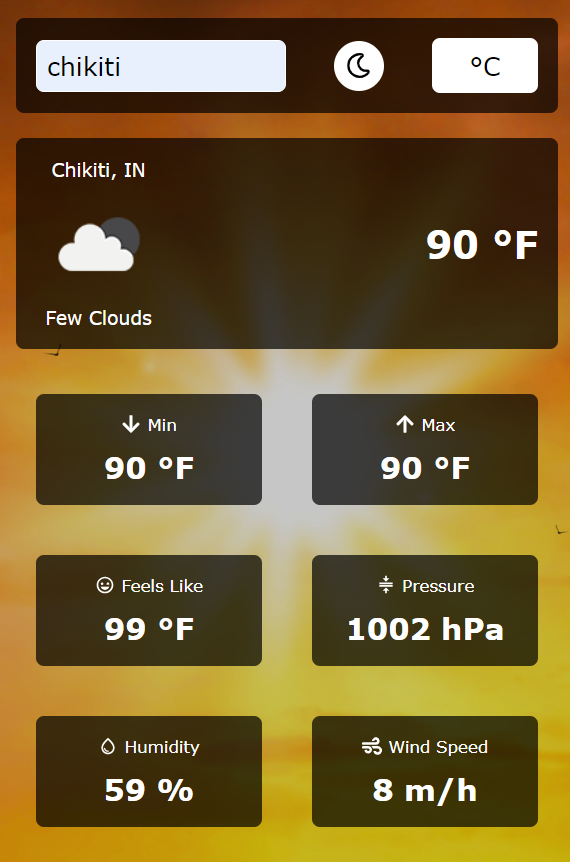 chikiti
°C
Chikiti, IN
90 °F
Few Clouds
Min
90 °F
Max
90 °F
Feels Like
99 °F
Pressure
1002 hPa
Humidity
59 %
Wind Speed
8 m/h